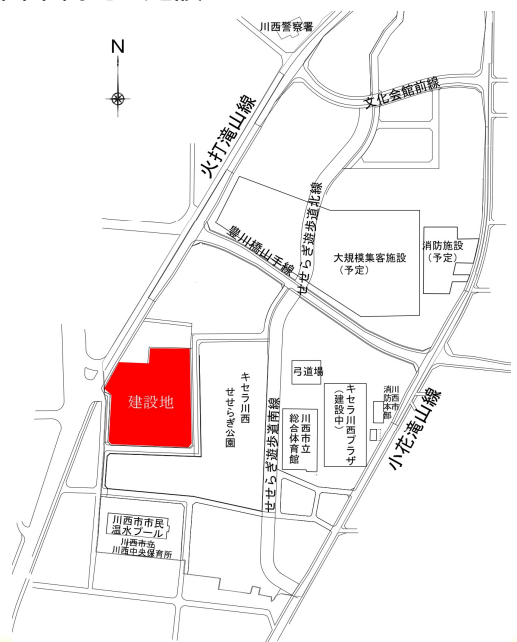 川西警察署
N
文化会館前線
火打滝山線
せせらぎ遊歩道北線
豊川橋山手線
大規模集客施設
(予定)
消防施設
(予定)
建設地
キセラ川西
せせらぎ公園
せせらぎ遊歩道南線
弓道場
川西市立
総合体育館
キセラ川西プラザ
(建設中)
川西市
消防本部
小花滝山線
川西市市民
温水プール
川西市立
川西中央保育所